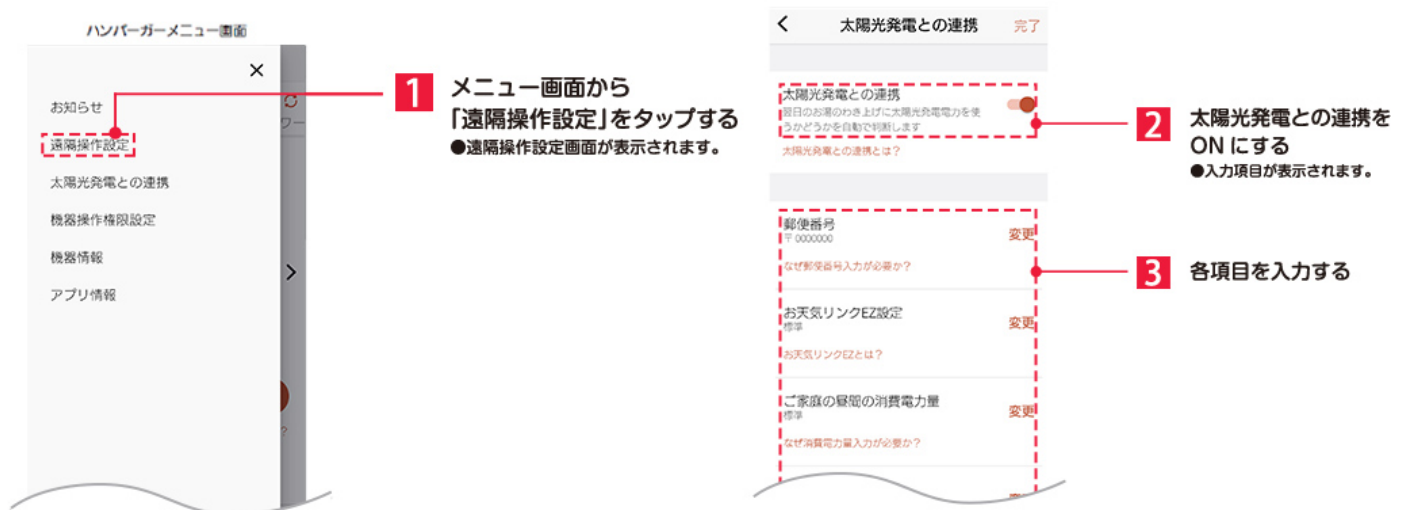 ハンバーガーメニュー画面
×
お知らせ
遠隔操作設定
太陽光発電との連携
機器操作権限設定
機器情報
アプリ情報
ワー
?
1
メニュー画面から
「遠隔操作設定」をタップする
●遠隔操作設定画面が表示されます。
太陽光発電との連携 完了
太陽光発電との連携
翌日のお湯のわき上げに太陽光発電電力を使
うかどうかを自動で判断します
太陽光発電との連携とは?
郵便番号
〒0000000
変更
なぜ郵便番号入力が必要か?
お天気リンクEZ設定
標準
変更
お天気リンクEZとは?
ご家庭の昼間の消費電力量
標準
変更
なぜ消費電力量入力が必要か?
2
太陽光発電との連携を
ONにする
●入力項目が表示されます。
3
各項目を入力する